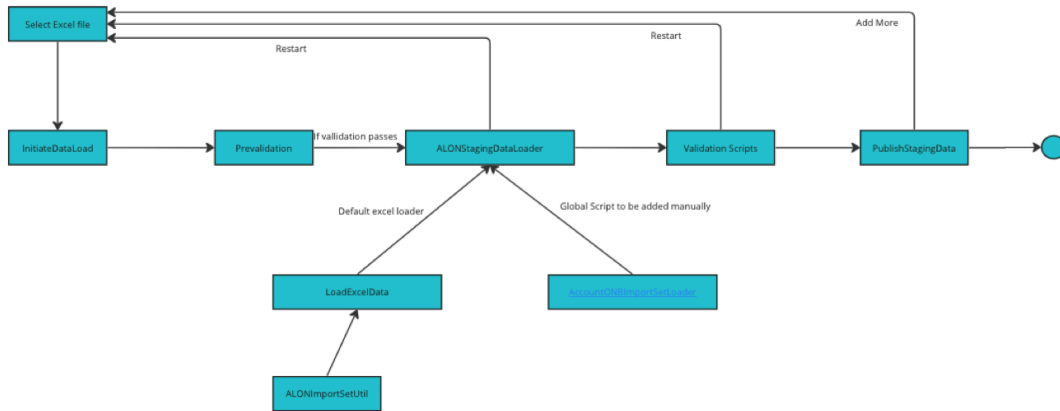 Select Excel file
Add More
Restart
Restart
InitiateDataLoad
Prevalidation
If vallidation passes
ALONStagingDataLoader
Validation Scripts
PublishStagingData
Default excel loader
Global Script to be added manually
LoadExcelData
AccountONBImportSetLoader
ALONImportSetUtil